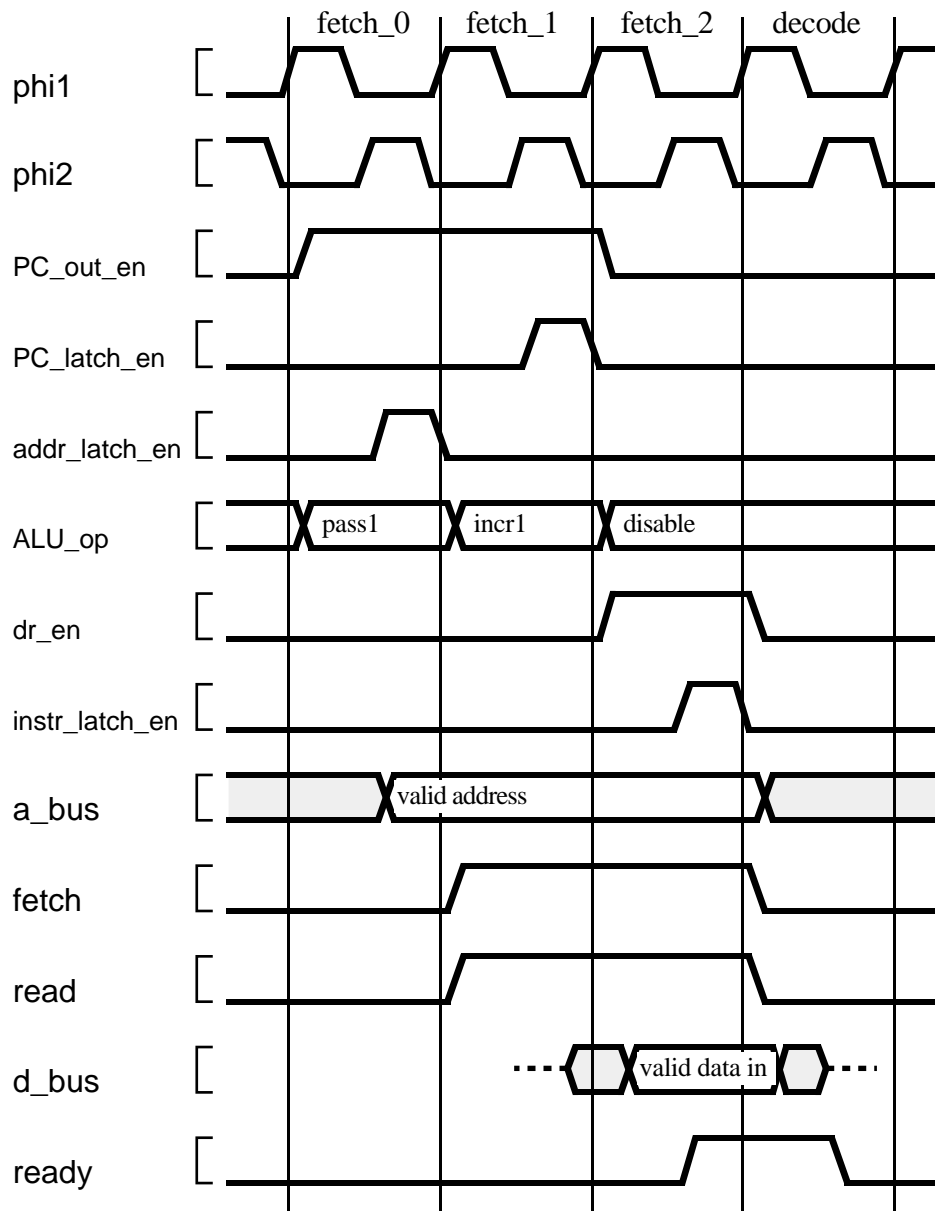 fetch_0 fetch_1 fetch_2 decode
phi1
phi2
PC_out_en
PC_latch_en
addr_latch_en
ALU_op pass1 incr1 disable
dr_en
instr_latch_en
a_bus valid address
fetch
read
d_bus valid data in
ready